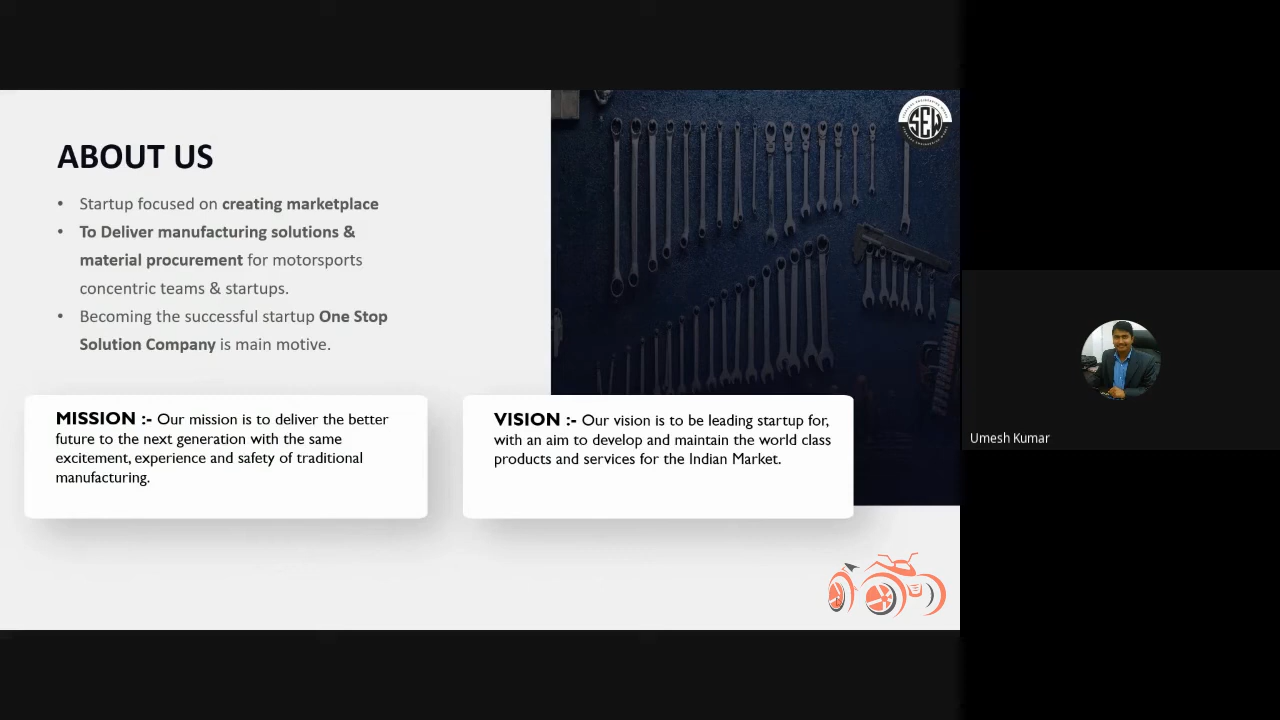 SEW
ABOUT US
• Startup focused on creating marketplace
• To Deliver manufacturing solutions &
material procurement for motorsports
concentric teams & startups.
• Becoming the successful startup One Stop
Solution Company is main motive.
MISSION :- Our mission is to deliver the better
future to the next generation with the same
excitement, experience and safety of traditional
manufacturing.
VISION :- Our vision is to be leading startup for,
with an aim to develop and maintain the world class
products and services for the Indian Market.
Umesh Kumar